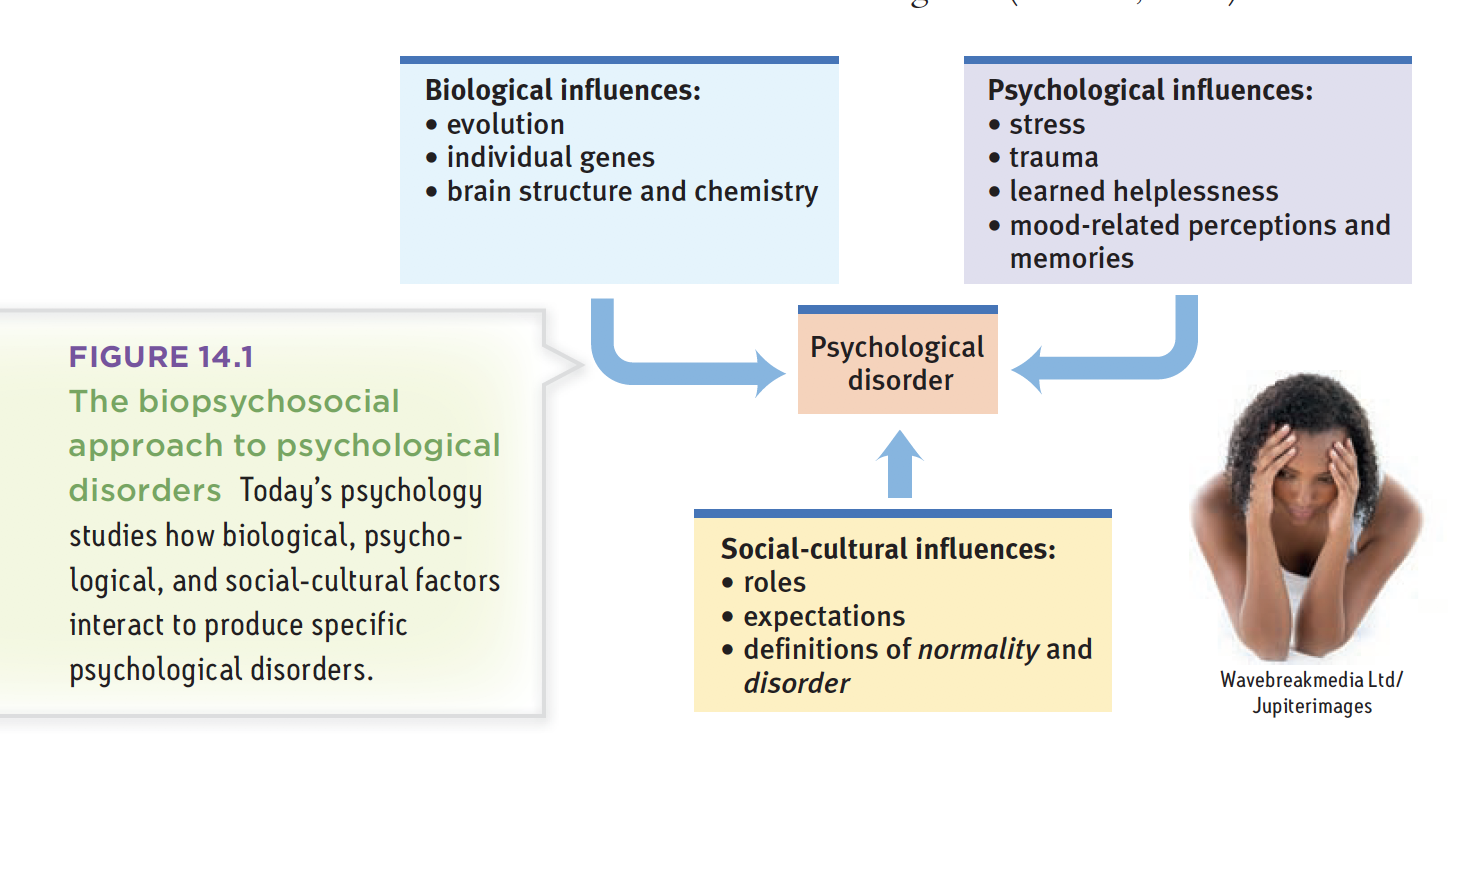 Biological influences:
• evolution
• individual genes
• brain structure and chemistry
Psychological influences:
• stress
• trauma
• learned helplessness
• mood-related perceptions and
memories
Psychological
disorder
FIGURE 14.1
The biopsychosocial
approach to psychological
disorders Today’s psychology
studies how biological, psycho-
logical, and social-cultural factors
interact to produce specific
psychological disorders.
Social-cultural influences:
• roles
• expectations
• definitions of normality and
disorder
Wavebreakmedia Ltd/
Jupiterimages